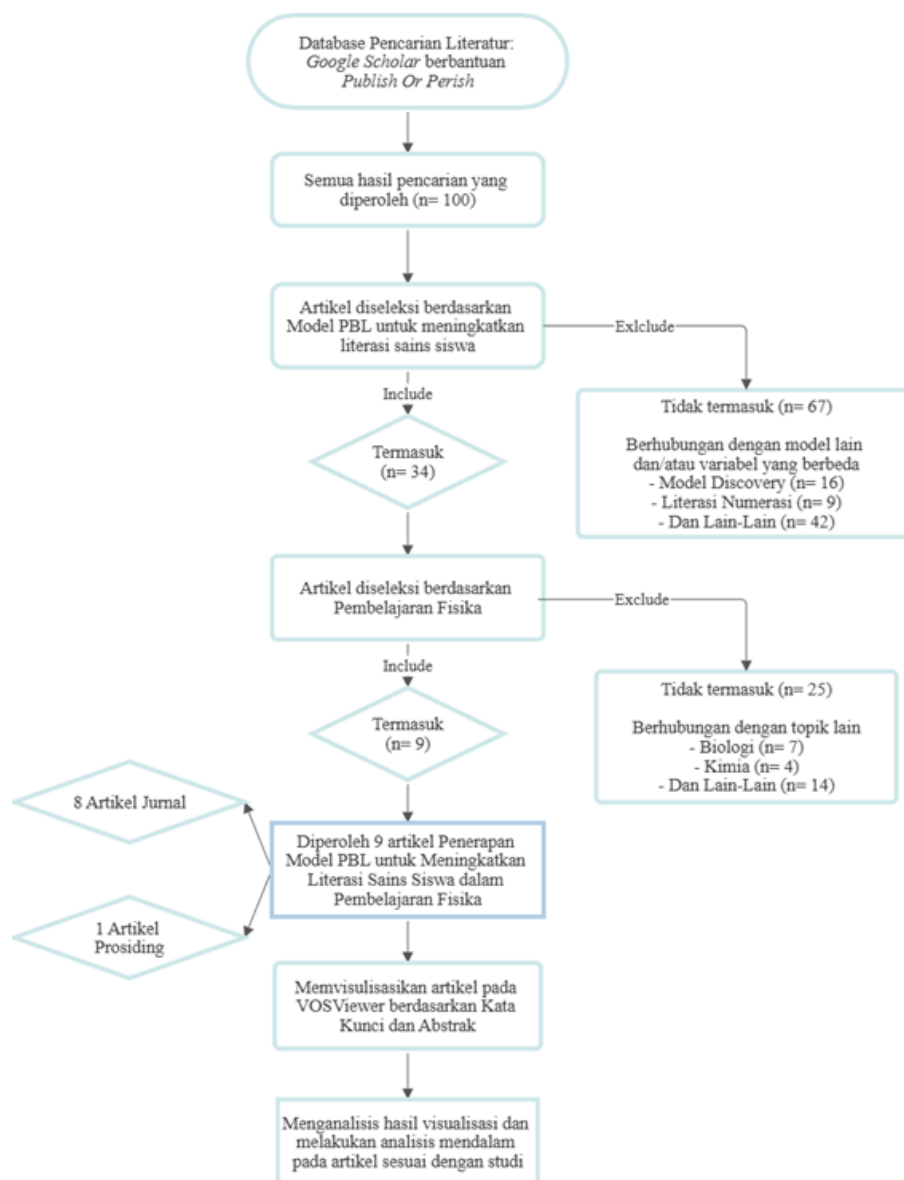 Database Pencarian Literatur:
Google Scholar berbantuan
Publish Or Perish
Semua hasil pencarian yang
diperoleh (n= 100)
Artikel diseleksi berdasarkan
Model PBL untuk meningkatkan
literasi sains siswa
Exlclude
Include
Tidak termasuk (n= 67)
Berhubungan dengan model lain
dan/atau variabel yang berbeda
- Model Discovery (n= 16)
- Literasi Numerasi (n= 9)
- Dan Lain-Lain (n= 42)
Termasuk
(n= 34)
Artikel diseleksi berdasarkan
Pembelajaran Fisika
Exclude
Include
Tidak termasuk (n= 25)
Berhubungan dengan topik lain
- Biologi (n= 7)
- Kimia (n= 4)
- Dan Lain-Lain (n= 14)
Termasuk
(n= 9)
8 Artikel Jurnal
Diperoleh 9 artikel Penerapan
Model PBL untuk Meningkatkan
Literasi Sains Siswa dalam
Pembelajaran Fisika
1 Artikel
Prosiding
Memvisulisasikan artikel pada
VOSViewer berdasarkan Kata
Kunci dan Abstrak
Menganalisis hasil visualisasi dan
melakukan analisis mendalam
pada artikel sesuai dengan studi